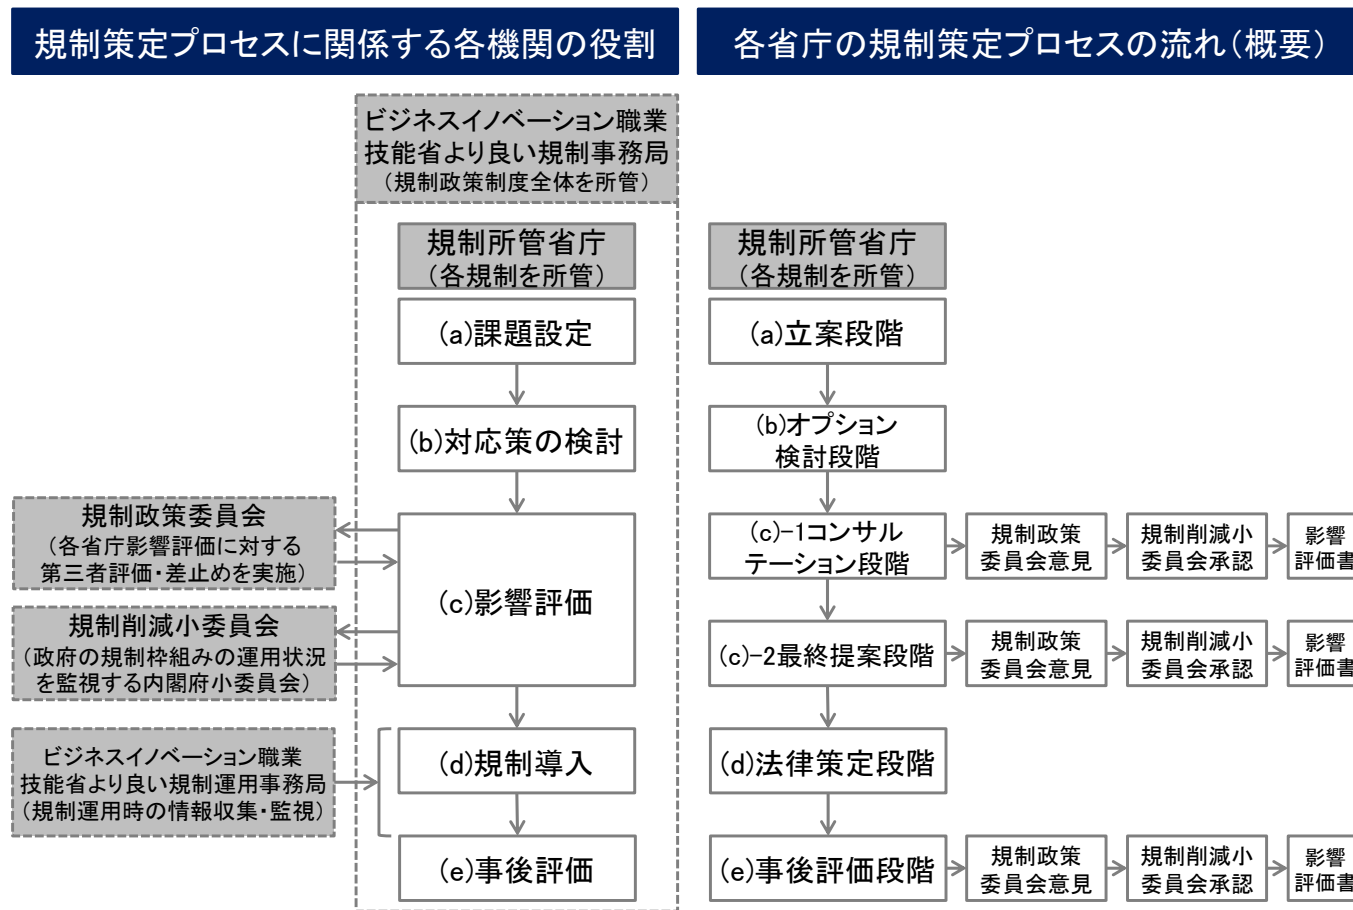 規制策定プロセスに関係する各機関の役割
ビジネスイノベーション職業
技能省より良い規制事務局
（規制政策制度全体を所管）
規制所管省庁
（各規制を所管）
(a)課題設定
(b)対応策の検討
規制政策委員会
（各省庁影響評価に対する
第三者評価・差止めを実施）
(c)影響評価
規制削減小委員会
（政府の規制枠組みの運用状況
を監視する内閣府小委員会）
ビジネスイノベーション職業
技能省より良い規制運用事務局
（規制運用時の情報収集・監視）
(d)規制導入
(e)事後評価
各省庁の規制策定プロセスの流れ（概要）
規制所管省庁
（各規制を所管）
(a)立案段階
(b)オプション
検討段階
(c)-1コンサル
テーション段階
規制政策
委員会意見
規制削減小
委員会承認
影響
評価書
(c)-2最終提案段階
規制政策
委員会意見
規制削減小
委員会承認
影響
評価書
(d)法律策定段階
(e)事後評価段階
規制政策
委員会意見
規制削減小
委員会承認
影響
評価書